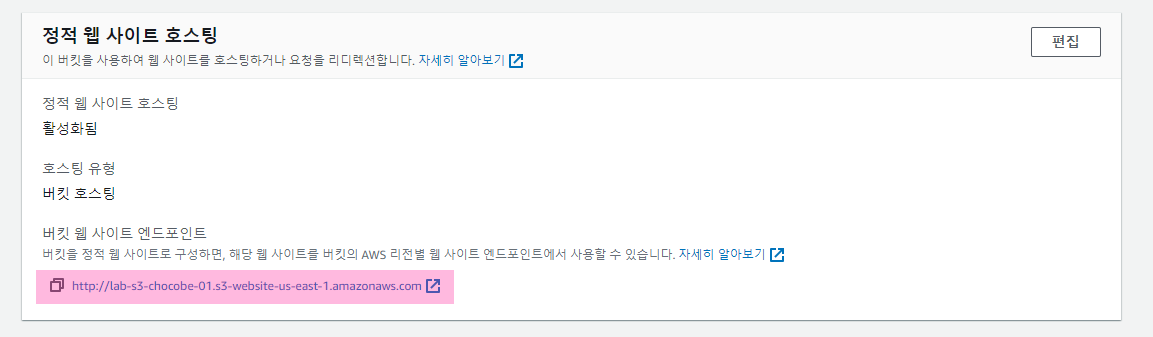 정적 웹 사이트 호스팅
편집
이 버킷을 사용하여 웹 사이트를 호스팅하거나 요청을 리디렉션합니다. 자세히 알아보기
정적 웹 사이트 호스팅
활성화됨
호스팅 유형
버킷 호스팅
버킷 웹 사이트 엔드포인트
버킷을 정적 웹 사이트로 구성하면, 해당 웹 사이트를 버킷의 AWS 리전별 웹 사이트 엔드포인트에서 사용할 수 있습니다. 자세히 알아보기
http://lab-s3-chocobe-01.s3-website-us-east-1.amazonaws.com